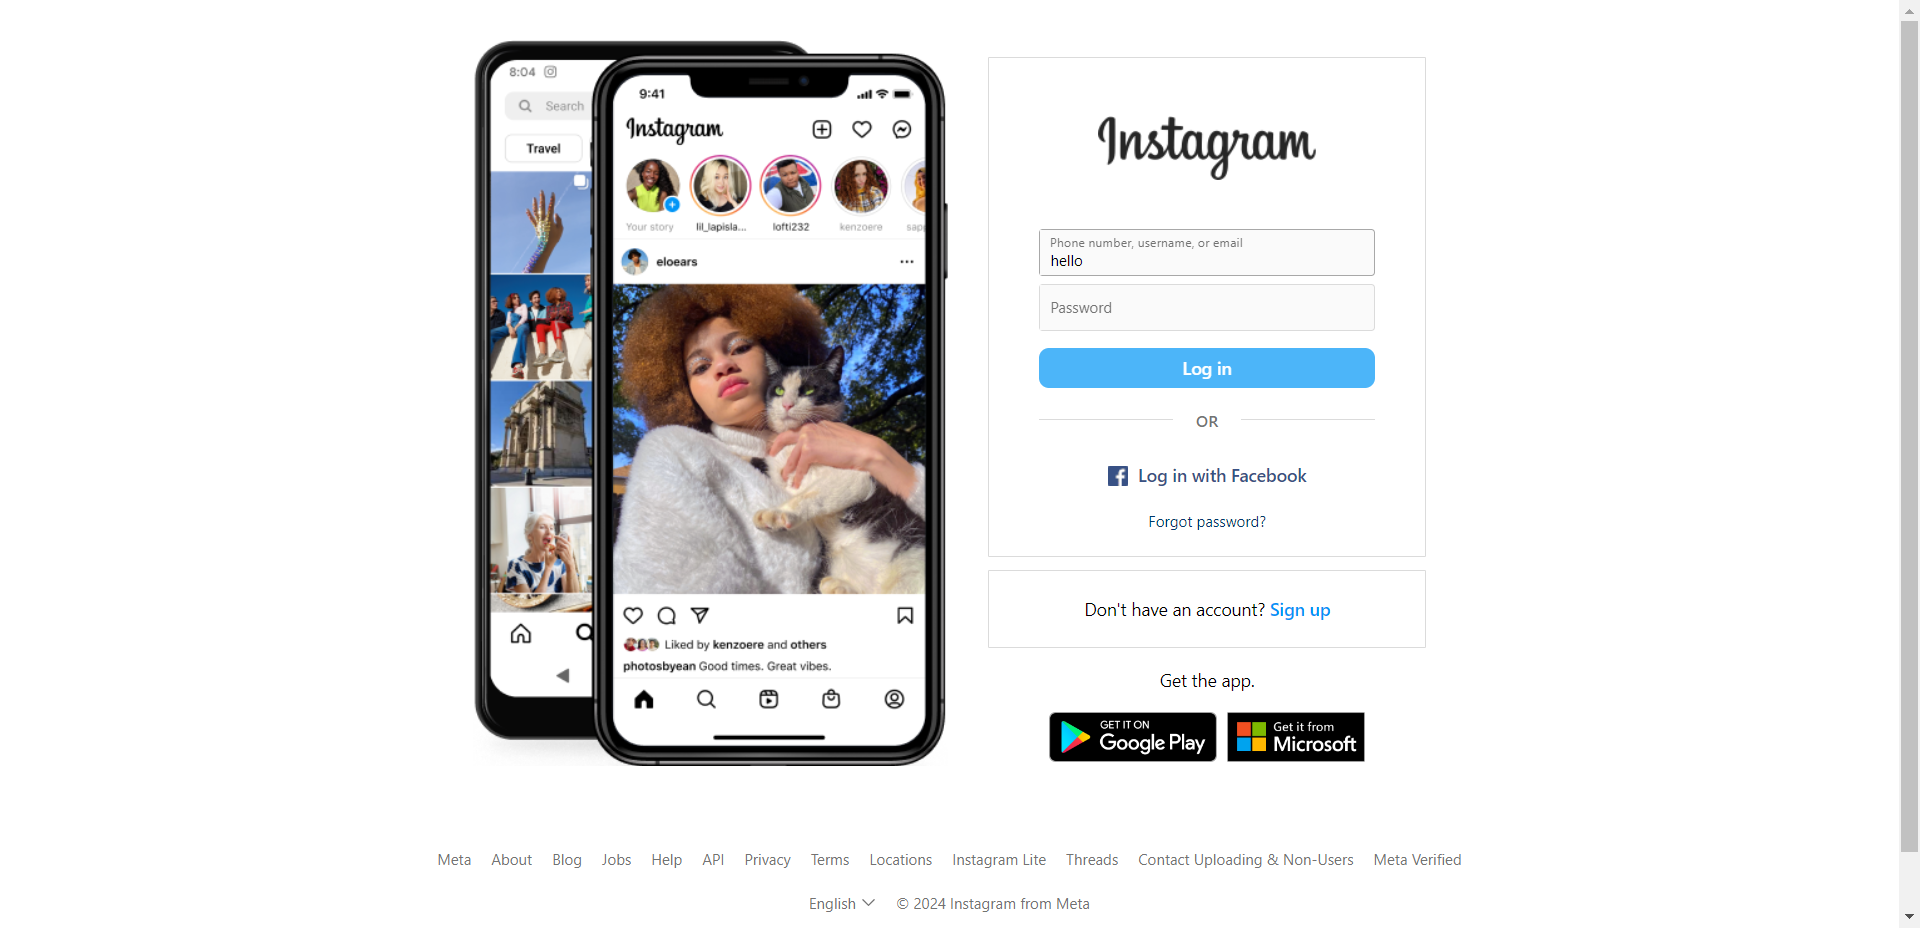 8:04
Search
Travel
9:41
Instagram
Your story
lil_lapisla...
lofti232
kenzoere
sapp
eloears
Liked by kenzoere and others
photosbyean Good times. Great vibes.
Instagram
Phone number, username, or email
hello
Password
Log in
OR
Log in with Facebook
Forgot password?
Don't have an account? Sign up
Get the app.
GET IT ON
Google Play
Get it from
Microsoft
Meta About Blog Jobs Help API Privacy Terms Locations Instagram Lite Threads Contact Uploading & Non-Users Meta Verified
English © 2024 Instagram from Meta